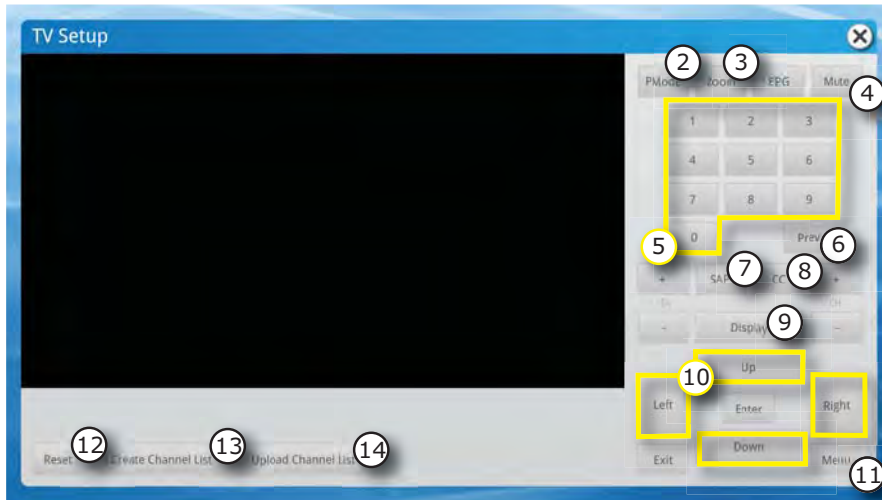 TV Setup
2 3
PMode Zoom EPG Mute
4
1 2 3
4 5 6
7 8 9
0 Prev
5 6
7 8
+ SAP CC +
CH
- Display -
9
Up
10
Left Enter Right
Down
Exit Menu
11
12 13 14
Reset Create Channel List Upload Channel List